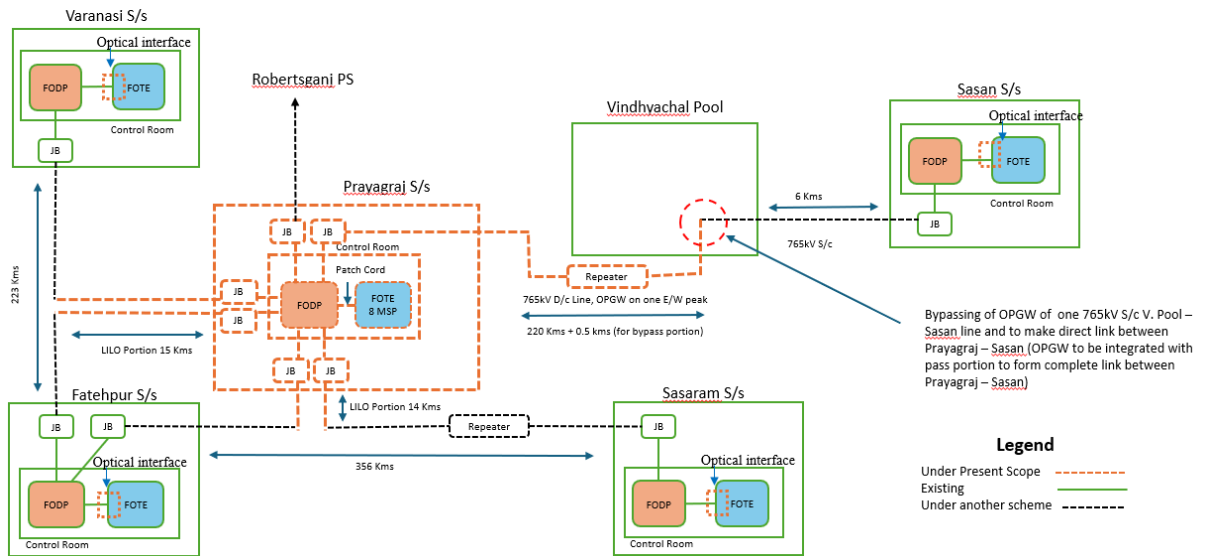 Varanasi S/s
Optical interface
FODP
FOTE
Control Room
JB
Robertsganj PS
Vindhyachal Pool
Sasan S/s
Optical interface
FODP
FOTE
Control Room
JB
6 Kms
765kV S/c
Prayagraj S/s
JB
JB
Control Room
Patch Cord
JB
JB
FODP
FOTE
8 MSP
JB
JB
Repeater
765kV D/c Line, OPGW on one E/W peak
220 Kms + 0.5 kms (for bypass portion)
223 Kms
LILO Portion 15 Kms
LILO Portion 14 Kms
Bypassing of OPGW of one 765kV S/c V. Pool –
Sasan line and to make direct link between
Prayagraj – Sasan (OPGW to be integrated with
pass portion to form complete link between
Prayagraj – Sasan)
Fatehpur S/s
JB
JB
Optical interface
FODP
FOTE
Control Room
Repeater
356 Kms
Sasaram S/s
JB
Optical interface
FODP
FOTE
Control Room
Legend
Under Present Scope
Existing
Under another scheme